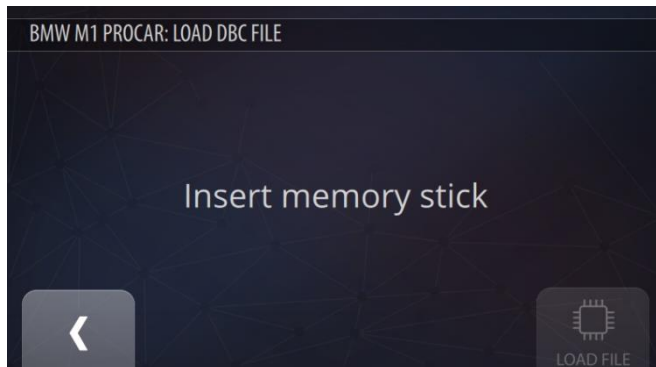 BMW M1 PROCAR: LOAD DBC FILE
Insert memory stick
LOAD FILE